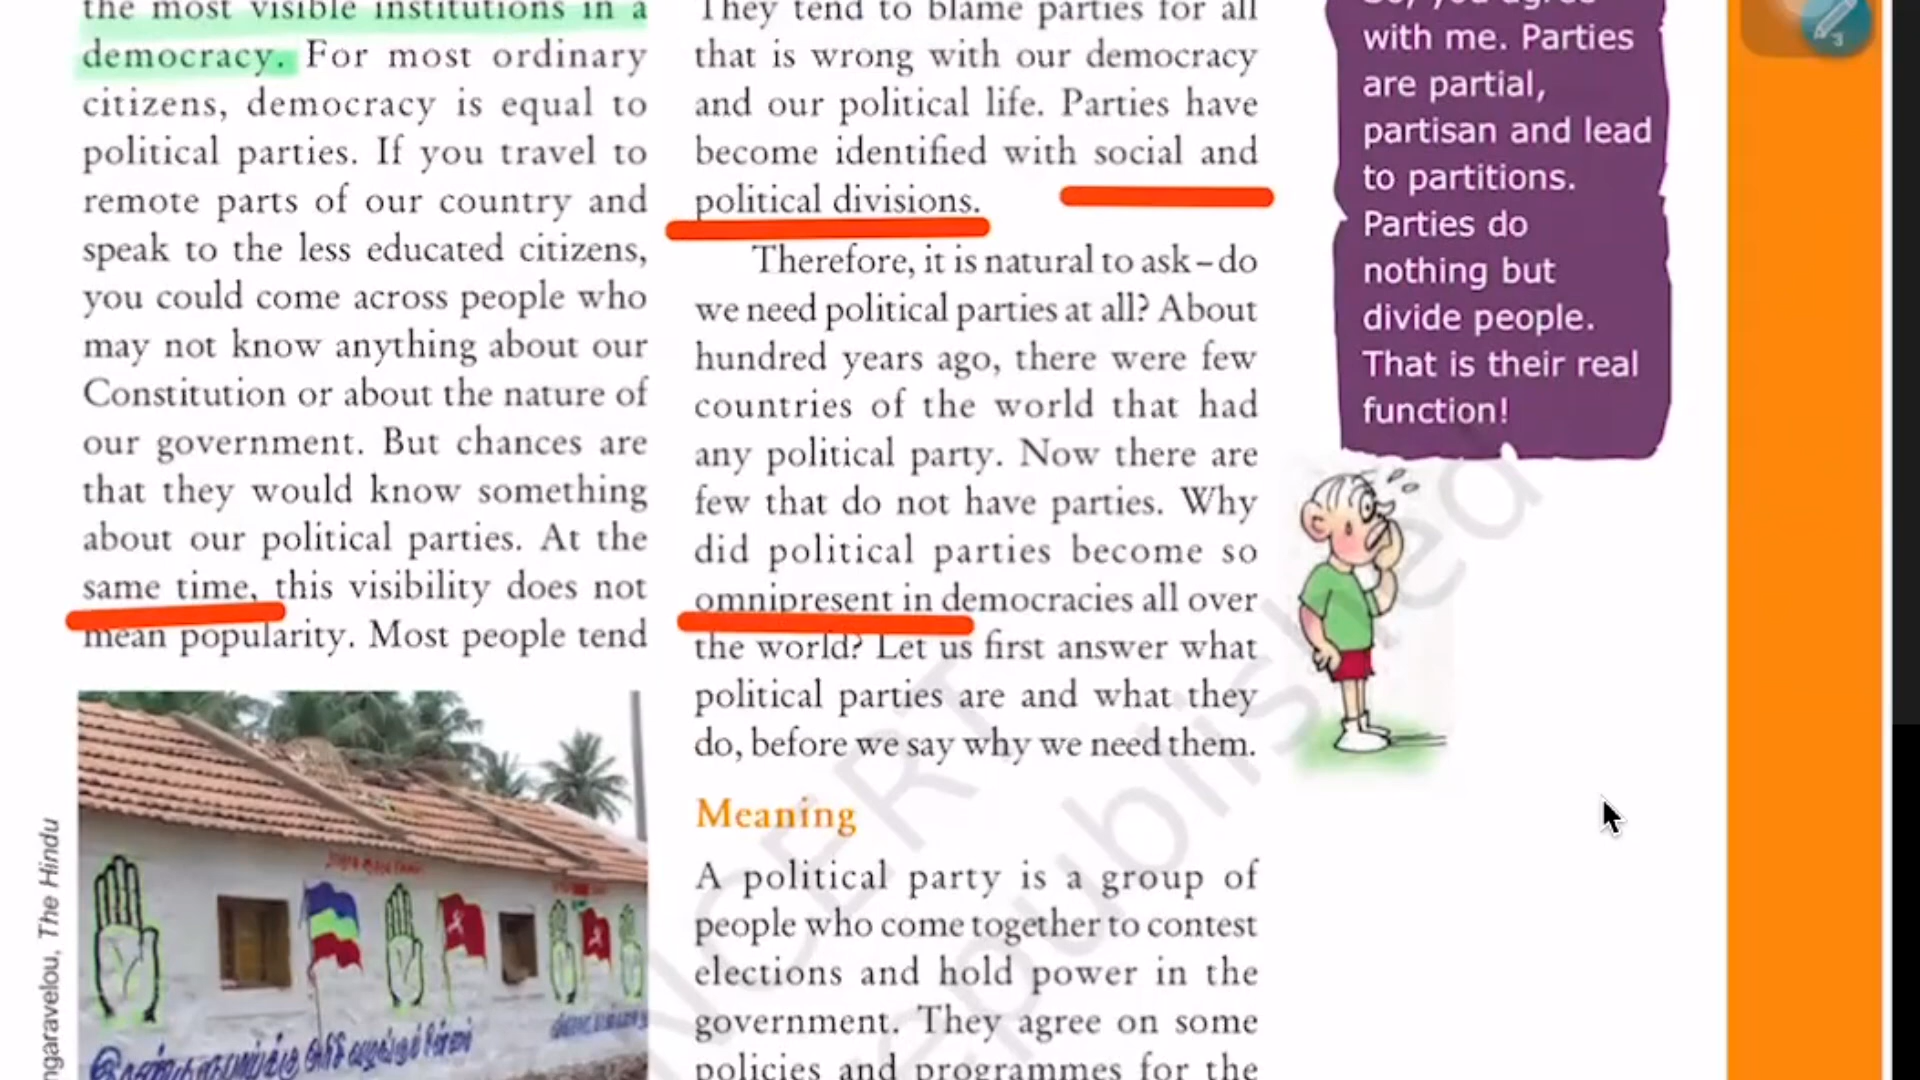 the most visible institutions in a
democracy. For most ordinary
citizens, democracy is equal to
political parties. If you travel to
remote parts of our country and
speak to the less educated citizens,
you could come across people who
may not know anything about our
Constitution or about the nature of
our government. But chances are
that they would know something
about our political parties. At the
same time, this visibility does not
mean popularity. Most people tend
ngaravelou, The Hindu
They tend to blame parties for all
that is wrong with our democracy
and our political life. Parties have
become identified with social and
political divisions.
Therefore, it is natural to ask – do
we need political parties at all? About
hundred years ago, there were few
countries of the world that had
any political party. Now there are
few that do not have parties. Why
did political parties become so
omnipresent in democracies all over
the world? Let us first answer what
political parties are and what they
do, before we say why we need them.
Meaning
A political party is a group of
people who come together to contest
elections and hold power in the
government. They agree on some
policies and programmes for the
So, you agree
with me. Parties
are partial,
partisan and lead
to partitions.
Parties do
nothing but
divide people.
That is their real
function!
NCERT
republished
3